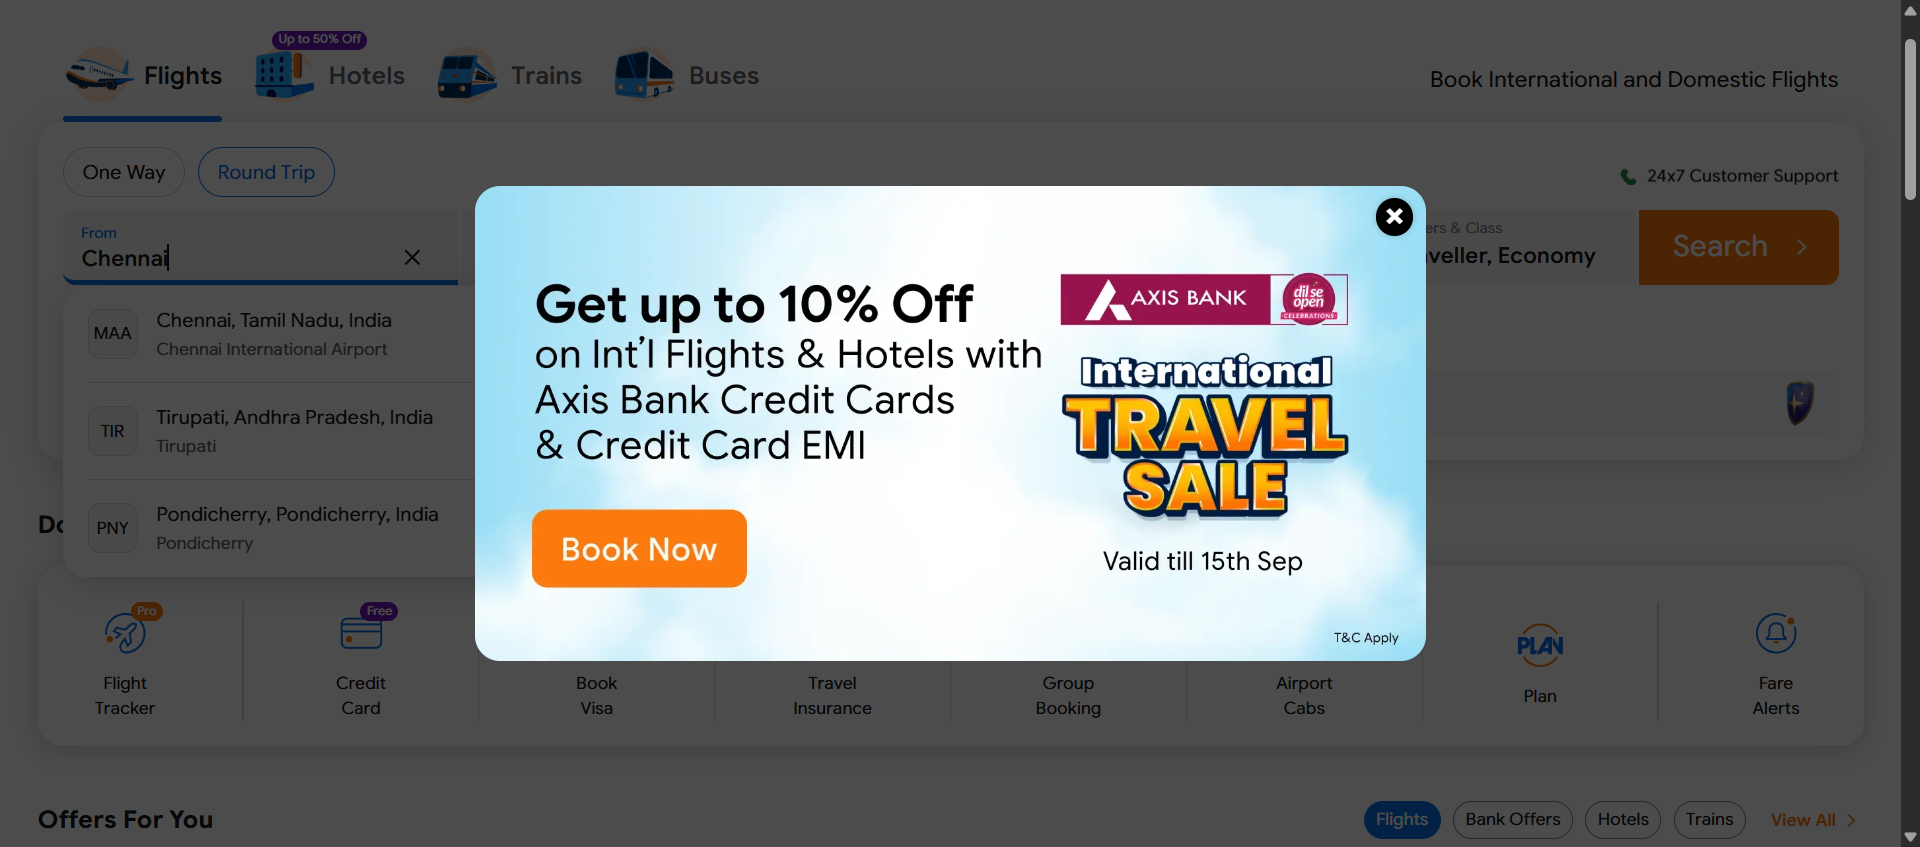 Up to 50% Off
Flights
Hotels
Trains
Buses
Book International and Domestic Flights
One Way
Round Trip
24x7 Customer Support
From
Chennai
ers & Class
veller, Economy
Search
MAA
Chennai, Tamil Nadu, India
Chennai International Airport
TIR
Tirupati, Andhra Pradesh, India
Tirupati
PNY
Pondicherry, Pondicherry, India
Pondicherry
Get up to 10% Off
on Int'l Flights & Hotels with
Axis Bank Credit Cards
& Credit Card EMI
Book Now
AXIS BANK
dil se
open
CELEBRATIONS
International
TRAVEL
SALE
Valid till 15th Sep
T&C Apply
Do
Pro
Flight
Tracker
Free
Credit
Card
Book
Visa
Travel
Insurance
Group
Booking
Airport
Cabs
PLAN
Plan
Fare
Alerts
Offers For You
Flights
Bank Offers
Hotels
Trains
View All